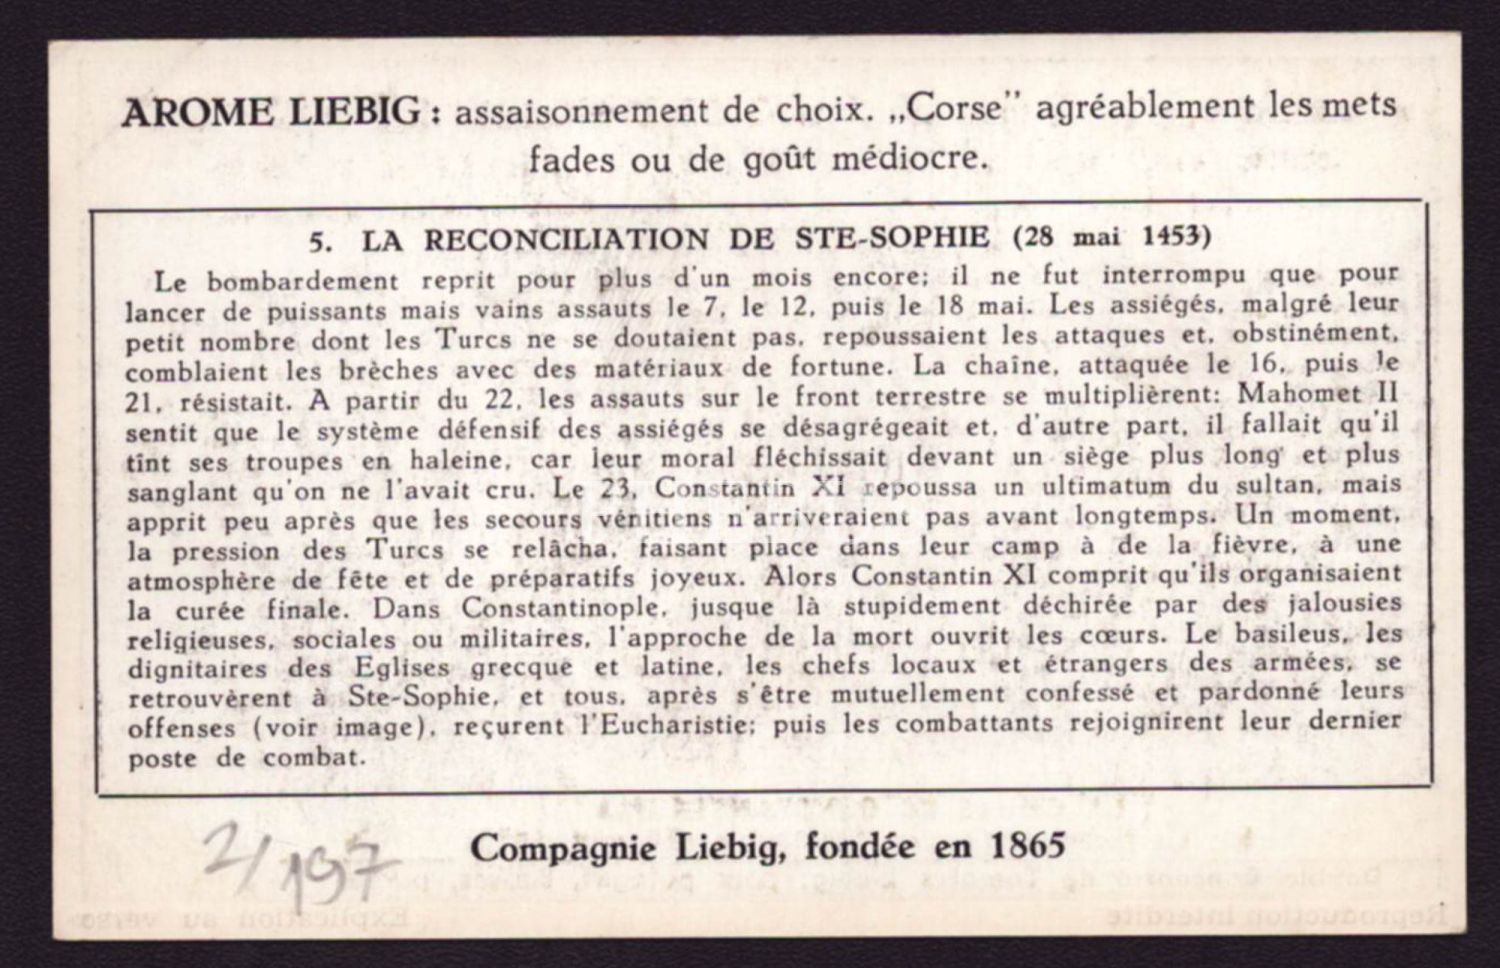 AROME LIEBIG : assaisonnement de choix. „Corse” agréablement les mets
fades ou de goût médiocre.
5. LA RECONCILIATION DE STE-SOPHIE (28 mai 1453)
Le bombardement reprit pour plus d'un mois encore; il ne fut interrompu que pour
lancer de puissants mais vains assauts le 7, le 12, puis le 18 mai. Les assiégés, malgré leur
petit nombre dont les Turcs ne se doutaient pas, repoussaient les attaques et, obstinément,
comblaient les brèches avec des matériaux de fortune. La chaîne, attaquée le 16, puis le
21, résistait. A partir du 22, les assauts sur le front terrestre se multiplièrent: Mahomet II
sentit que le système défensif des assiégés se désagrégeait et, d'autre part, il fallait qu'il
tînt ses troupes en haleine, car leur moral fléchissait devant un siège plus long et plus
sanglant qu'on ne l'avait cru. Le 23, Constantin XI repoussa un ultimatum du sultan, mais
apprit peu après que les secours vénitiens n'arriveraient pas avant longtemps. Un moment,
la pression des Turcs se relâcha, faisant place dans leur camp à de la fièvre, à une
atmosphère de fête et de préparatifs joyeux. Alors Constantin XI comprit qu'ils organisaient
la curée finale. Dans Constantinople, jusque là stupidement déchirée par des jalousies
religieuses, sociales ou militaires, l'approche de la mort ouvrit les cœurs. Le basileus, les
dignitaires des Eglises grecque et latine, les chefs locaux et étrangers des armées, se
retrouvèrent à Ste-Sophie, et tous, après s'être mutuellement confessé et pardonné leurs
offenses (voir image), reçurent l'Eucharistie; puis les combattants rejoignirent leur dernier
poste de combat.
Compagnie Liebig, fondée en 1865
2/197
Explication au verso
Reproduction interdite